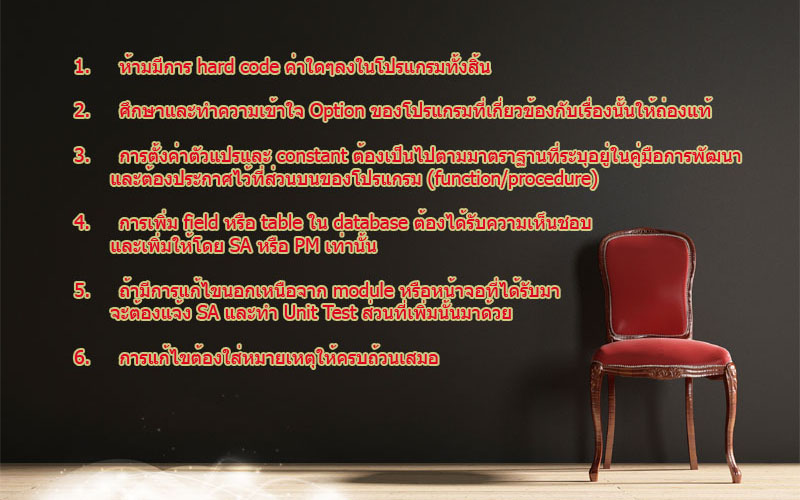 1. ห้ามมีการ hard code ค่าใดๆลงในโปรแกรมทั้งสิ้น
2. ศึกษาและทำความเข้าใจ Option ของโปรแกรมที่เกี่ยวข้องกับเรื่องนั้นให้ถ่องแท้
3. การตั้งค่าตัวแปรและ constant ต้องเป็นไปตามมาตราฐานที่ระบุอยู่ในคู่มือการพัฒนา
และต้องประกาศไว้ที่ส่วนบนของโปรแกรม (function/procedure)
4. การเพิ่ม field หรือ table ใน database ต้องได้รับความเห็นชอบ
และเพิ่มให้โดย SA หรือ PM เท่านั้น
5. ถ้ามีการแก้ไขนอกเหนือจาก module หรือหน้าจอที่ได้รับมา
จะต้องแจ้ง SA และทำ Unit Test ส่วนที่เพิ่มนั้นมาด้วย
6. การแก้ไขต้องใส่หมายเหตุให้ครบถ้วนเสมอ